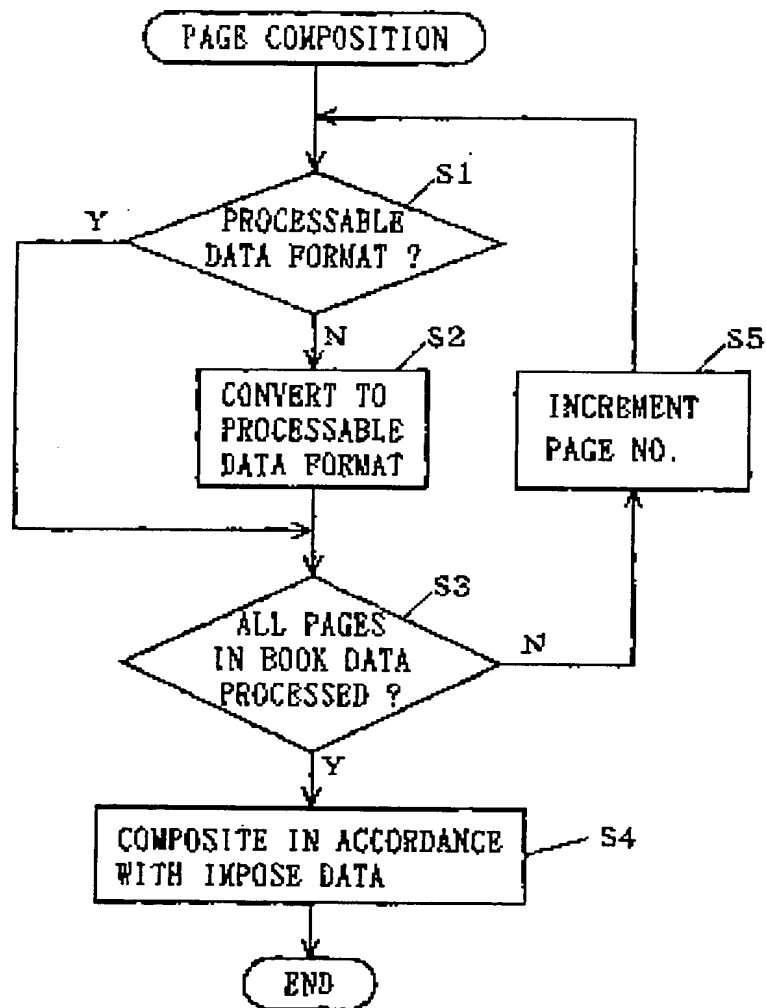 PAGE COMPOSITION
S1
Y
PROCESSABLE
DATA FORMAT ?
N
S2
CONVERT TO
PROCESSABLE
DATA FORMAT
S5
INCREMENT
PAGE NO.
S3
ALL PAGES
IN BOOK DATA
PROCESSED ?
N
Y
COMPOSITE IN ACCORDANCE
WITH IMPOSE DATA
S4
END